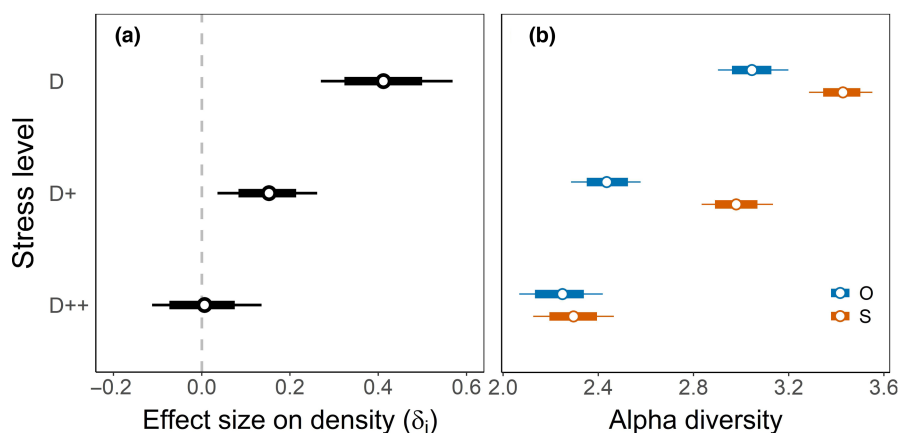 (a)
(b)
Stress level
D
D+
D++
O
S
−0.2 0.0 0.2 0.4 0.6
2.0 2.4 2.8 3.2 3.6
Effect size on density (δi)
Alpha diversity